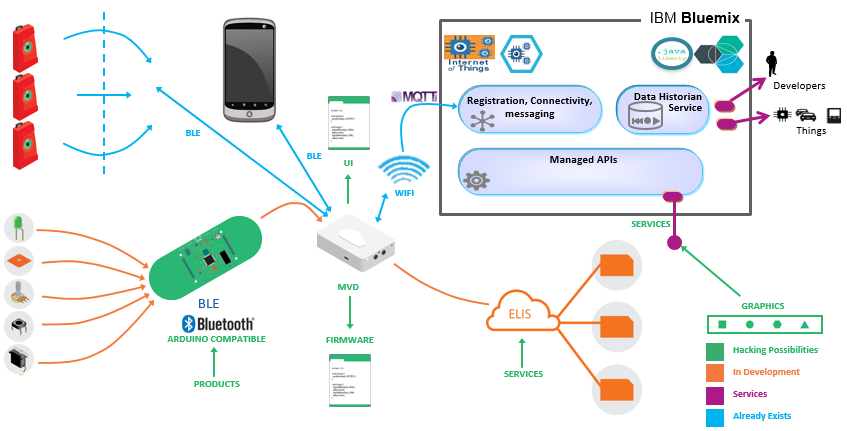 IBM Bluemix
Internet
of Things
.java
liberty
Developers
MQTT
Registration, Connectivity,
messaging
Data Historian
Service
Things
BLE
BLE
UI
WIFI
Managed APIs
SERVICES
MVD
BLE
Bluetooth®
ARDUINO COMPATIBLE
FIRMWARE
PRODUCTS
ELIS
SERVICES
GRAPHICS
Hacking Possibilities
In Development
Services
Already Exists